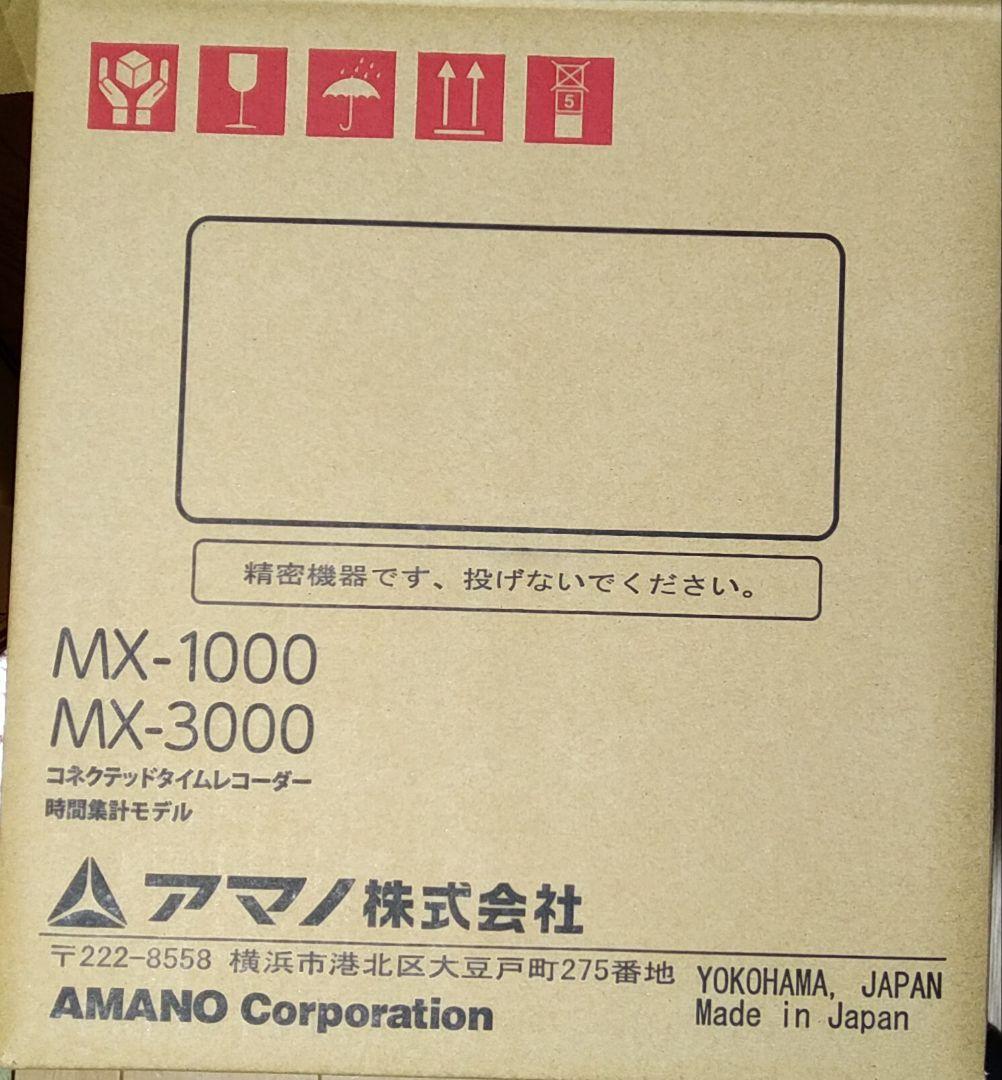 5
精密機器です、投げないでください。
MX-1000
MX-3000
コネクテッドタイムレコーダー
時間集計モデル
アマノ株式会社
〒222-8558 横浜市港北区大豆戸町275番地
AMANO Corporation
YOKOHAMA, JAPAN
Made in Japan